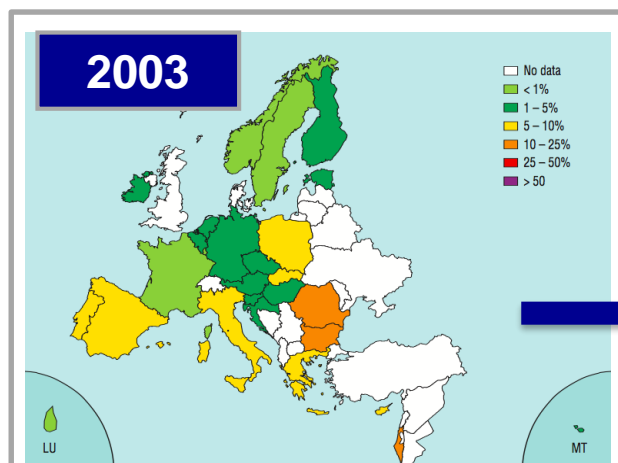 2003
No data
< 1%
1 – 5%
5 – 10%
10 – 25%
25 – 50%
> 50
LU
MT